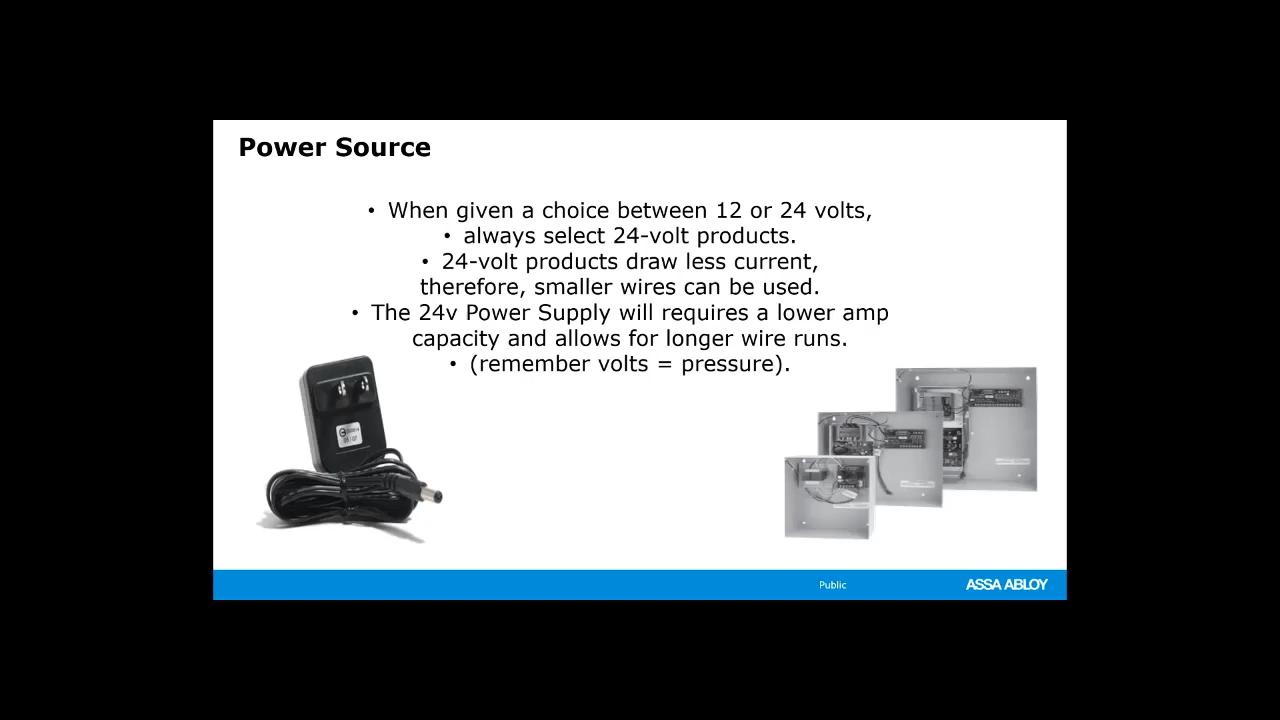 Power Source
• When given a choice between 12 or 24 volts,
• always select 24-volt products.
• 24-volt products draw less current,
therefore, smaller wires can be used.
• The 24v Power Supply will requires a lower amp
capacity and allows for longer wire runs.
• (remember volts = pressure).
Public
ASSA ABLOY